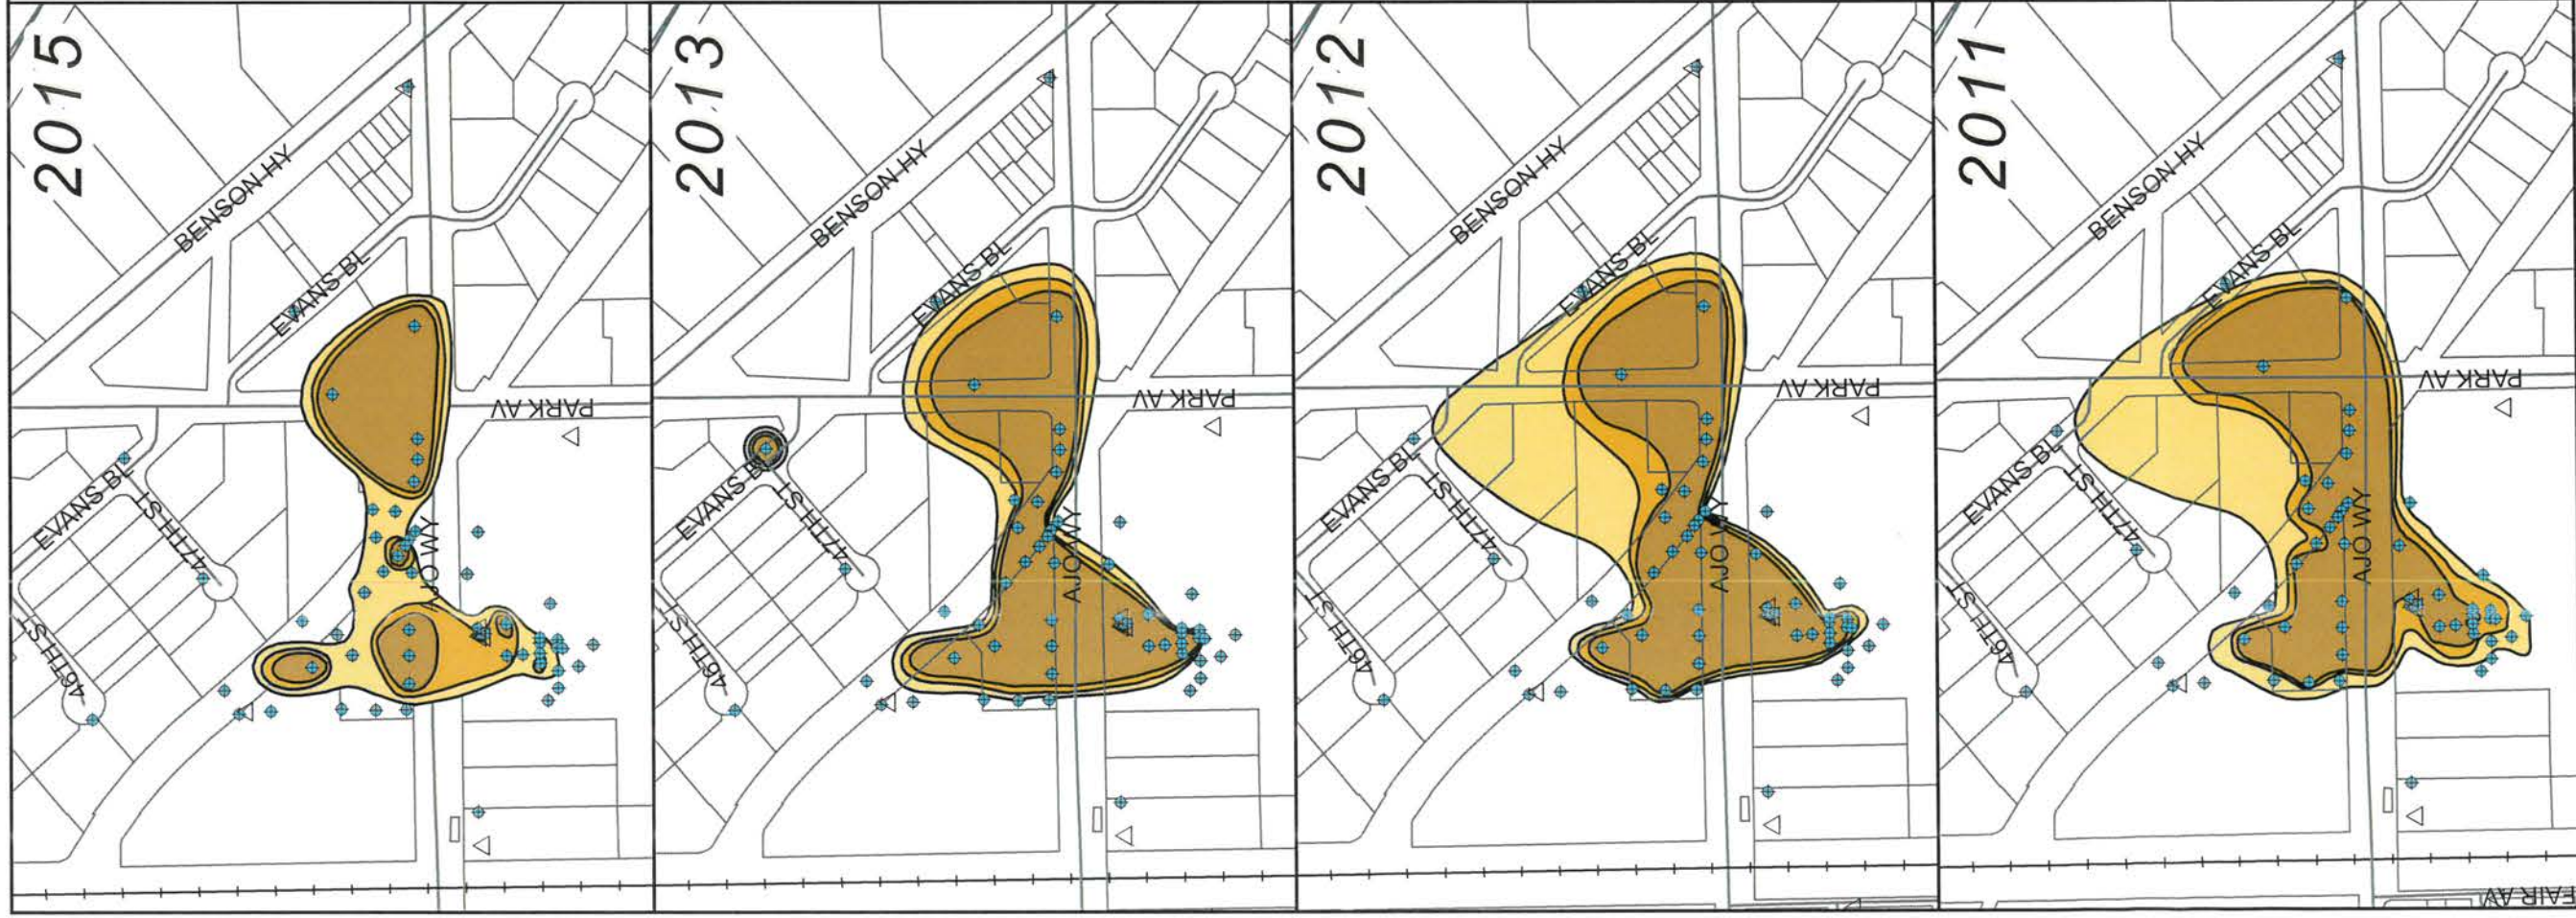 2015
BENSON HY
EVANS BL
PARK AV
EVANS BL
47TH ST
JO WY
46TH ST
2013
BENSON HY
EVANS BL
PARK AV
EVANS B
47TH ST
AJO WY
46TH ST
2012
BENSON HY
EVANS BL
PARK AV
EVANS BL
47TH ST
AJO WY
46TH ST
2011
BENSON HY
EVANS BL
PARK AV
EVANS BL
47TH ST
AJO WY
46TH ST
FAIR AV